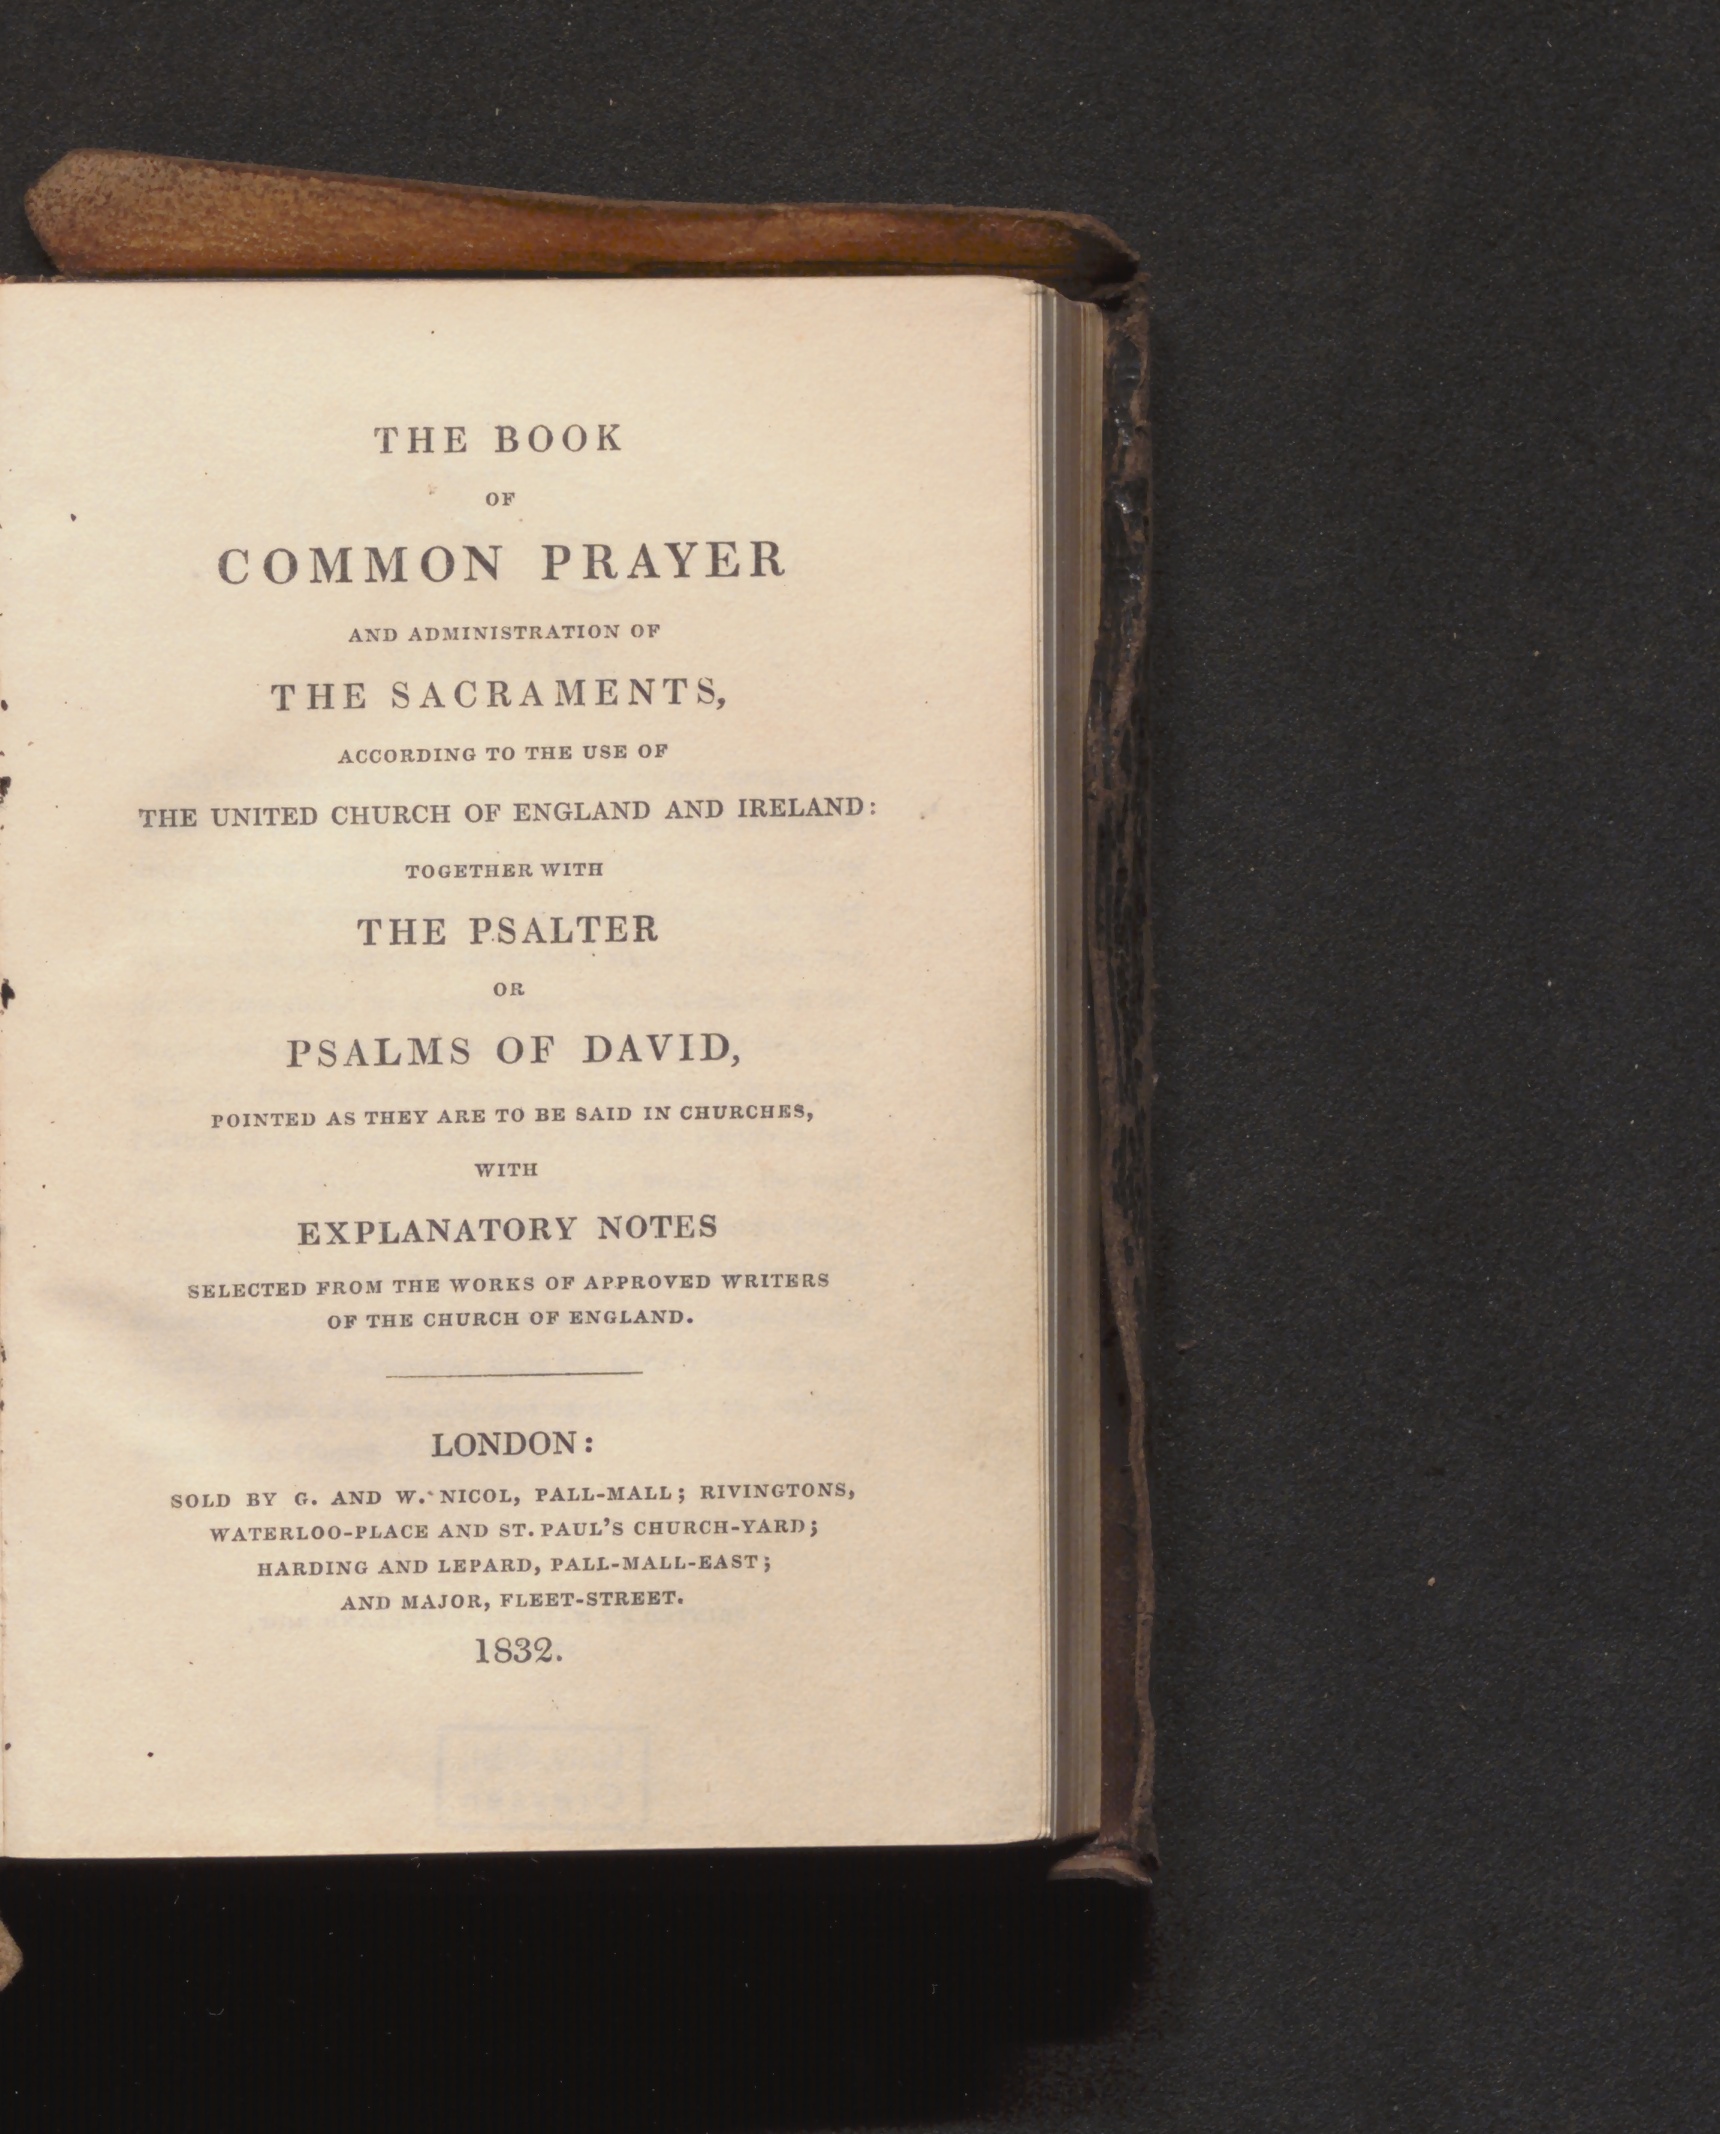 THE BOOK
OF
COMMON PRAYER
AND ADMINISTRATION OF
THE SACRAMENTS,
ACCORDING TO THE USE OF
THE UNITED CHURCH OF ENGLAND AND IRELAND:
TOGETHER WITH
THE PSALTER
OR
PSALMS OF DAVID,
POINTED AS THEY ARE TO BE SAID IN CHURCHES,
WITH
EXPLANATORY NOTES
SELECTED FROM THE WORKS OF APPROVED WRITERS
OF THE CHURCH OF ENGLAND.
LONDON:
SOLD BY G. AND W. NICOL, PALL-MALL; RIVINGTONS,
WATERLOO-PLACE AND ST. PAUL'S CHURCH-YARD;
HARDING AND LEPARD, PALL-MALL-EAST;
AND MAJOR, FLEET-STREET.
1832.